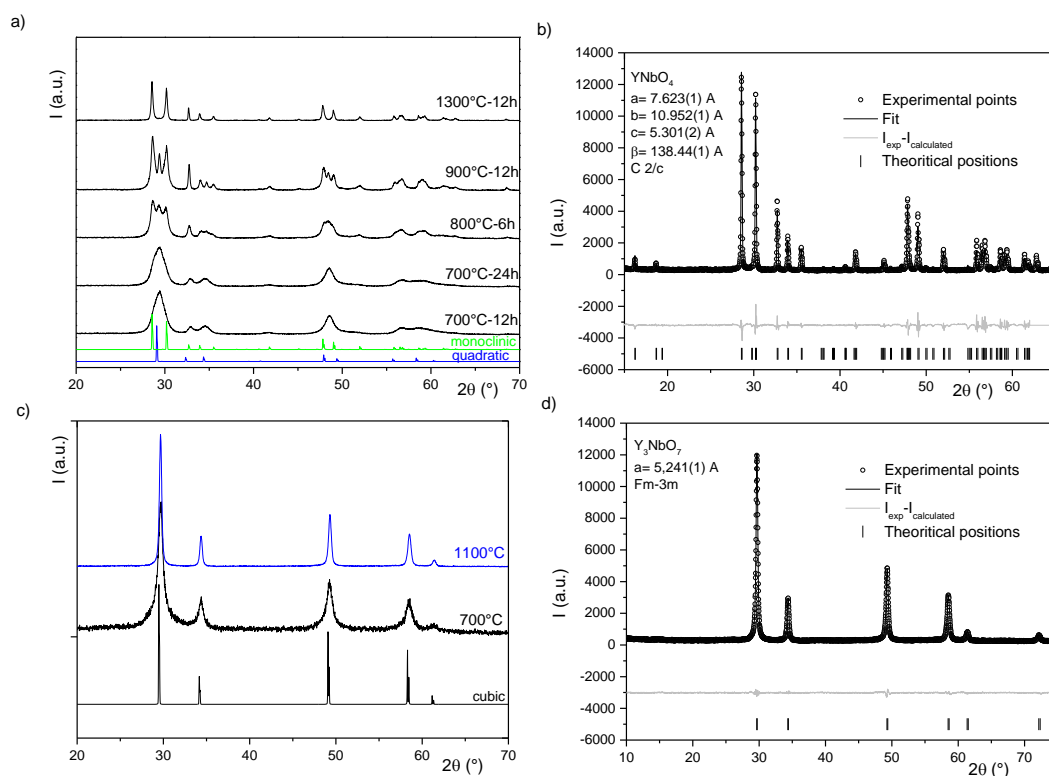 a)
I (a.u.)
1300°C-12h
900°C-12h
800°C-6h
700°C-24h
700°C-12h
monoclinic
quadratic
20 30 40 50 60 70
2θ (°)
b)
14000
12000
10000
8000
6000
4000
2000
0
-2000
-4000
-6000
I (a.u.)
YNbO4
a= 7.623(1) A
b= 10.952(1) A
c= 5.301(2) A
β= 138.44(1) A
C 2/c
Experimental points
Fit
Iexp-Icalculated
Theoritical positions
20 30 40 50 60
2θ (°)
c)
I (a.u.)
1100°C
700°C
cubic
20 30 40 50 60 70
2θ (°)
d)
14000
12000
10000
8000
6000
4000
2000
0
-2000
-4000
-6000
I (a.u.)
Y3NbO7
a= 5,241(1) A
Fm-3m
Experimental points
Fit
Iexp-Icalculated
Theoritical positions
10 20 30 40 50 60 70
2θ (°)